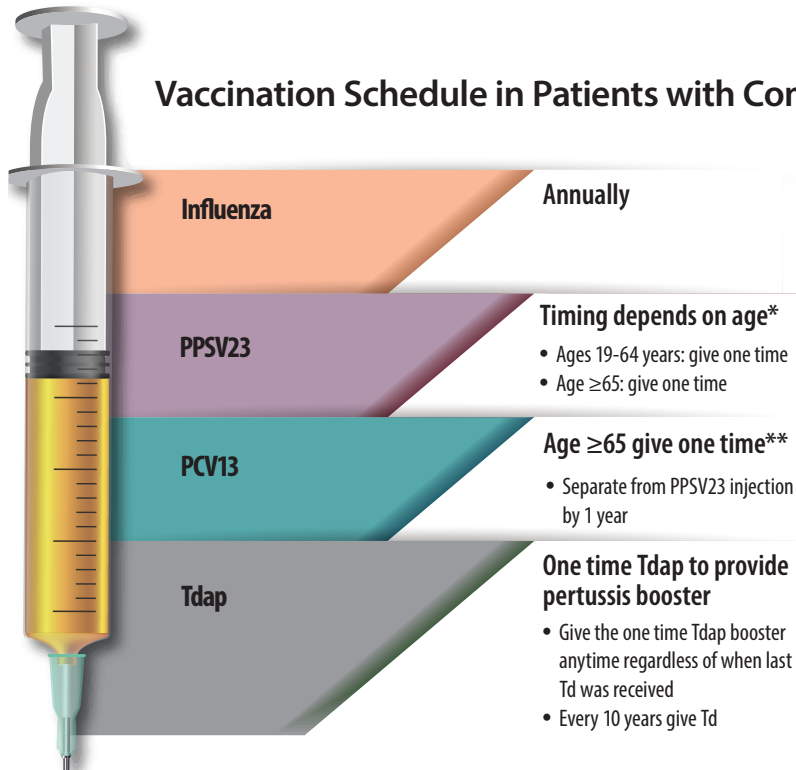 Vaccination Schedule in Patients with Con
Influenza
Annually
PPSV23
Timing depends on age*
• Ages 19-64 years: give one time
• Age ≥65: give one time
PCV13
Age ≥65 give one time**
• Separate from PPSV23 injection
by 1 year
Tdap
One time Tdap to provide
pertussis booster
• Give the one time Tdap booster
anytime regardless of when last
Td was received
• Every 10 years give Td